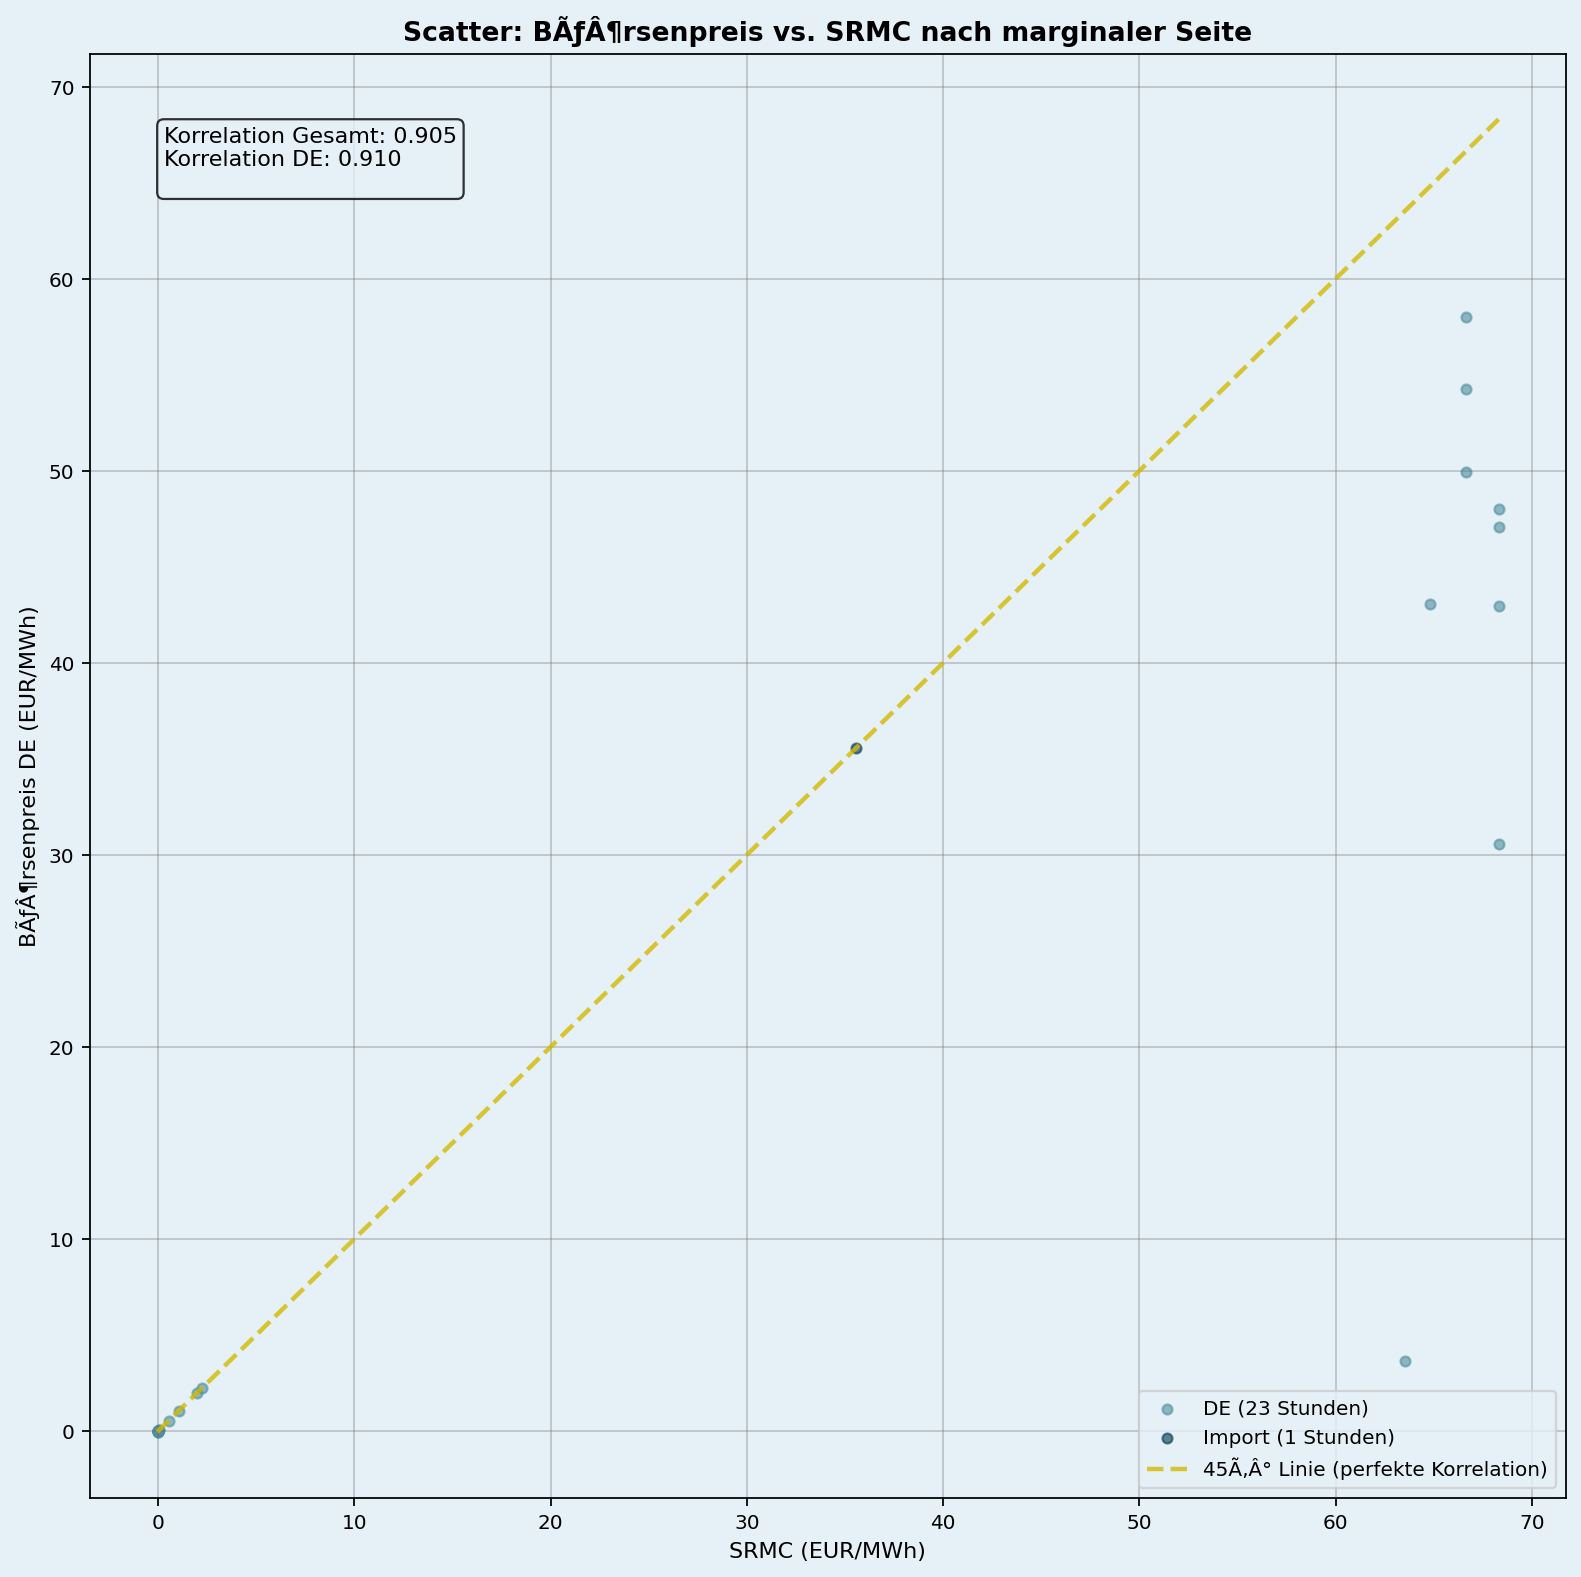 Scatter: BÃƒÂ¶rsenpreis vs. SRMC nach marginaler Seite
Korrelation Gesamt: 0.905
Korrelation DE: 0.910
BÃƒÂ¶rsenpreis DE (EUR/MWh)
70
60
50
40
30
20
10
0
DE (23 Stunden)
Import (1 Stunden)
45Ã‚Â° Linie (perfekte Korrelation)
0 10 20 30 40 50 60 70
SRMC (EUR/MWh)